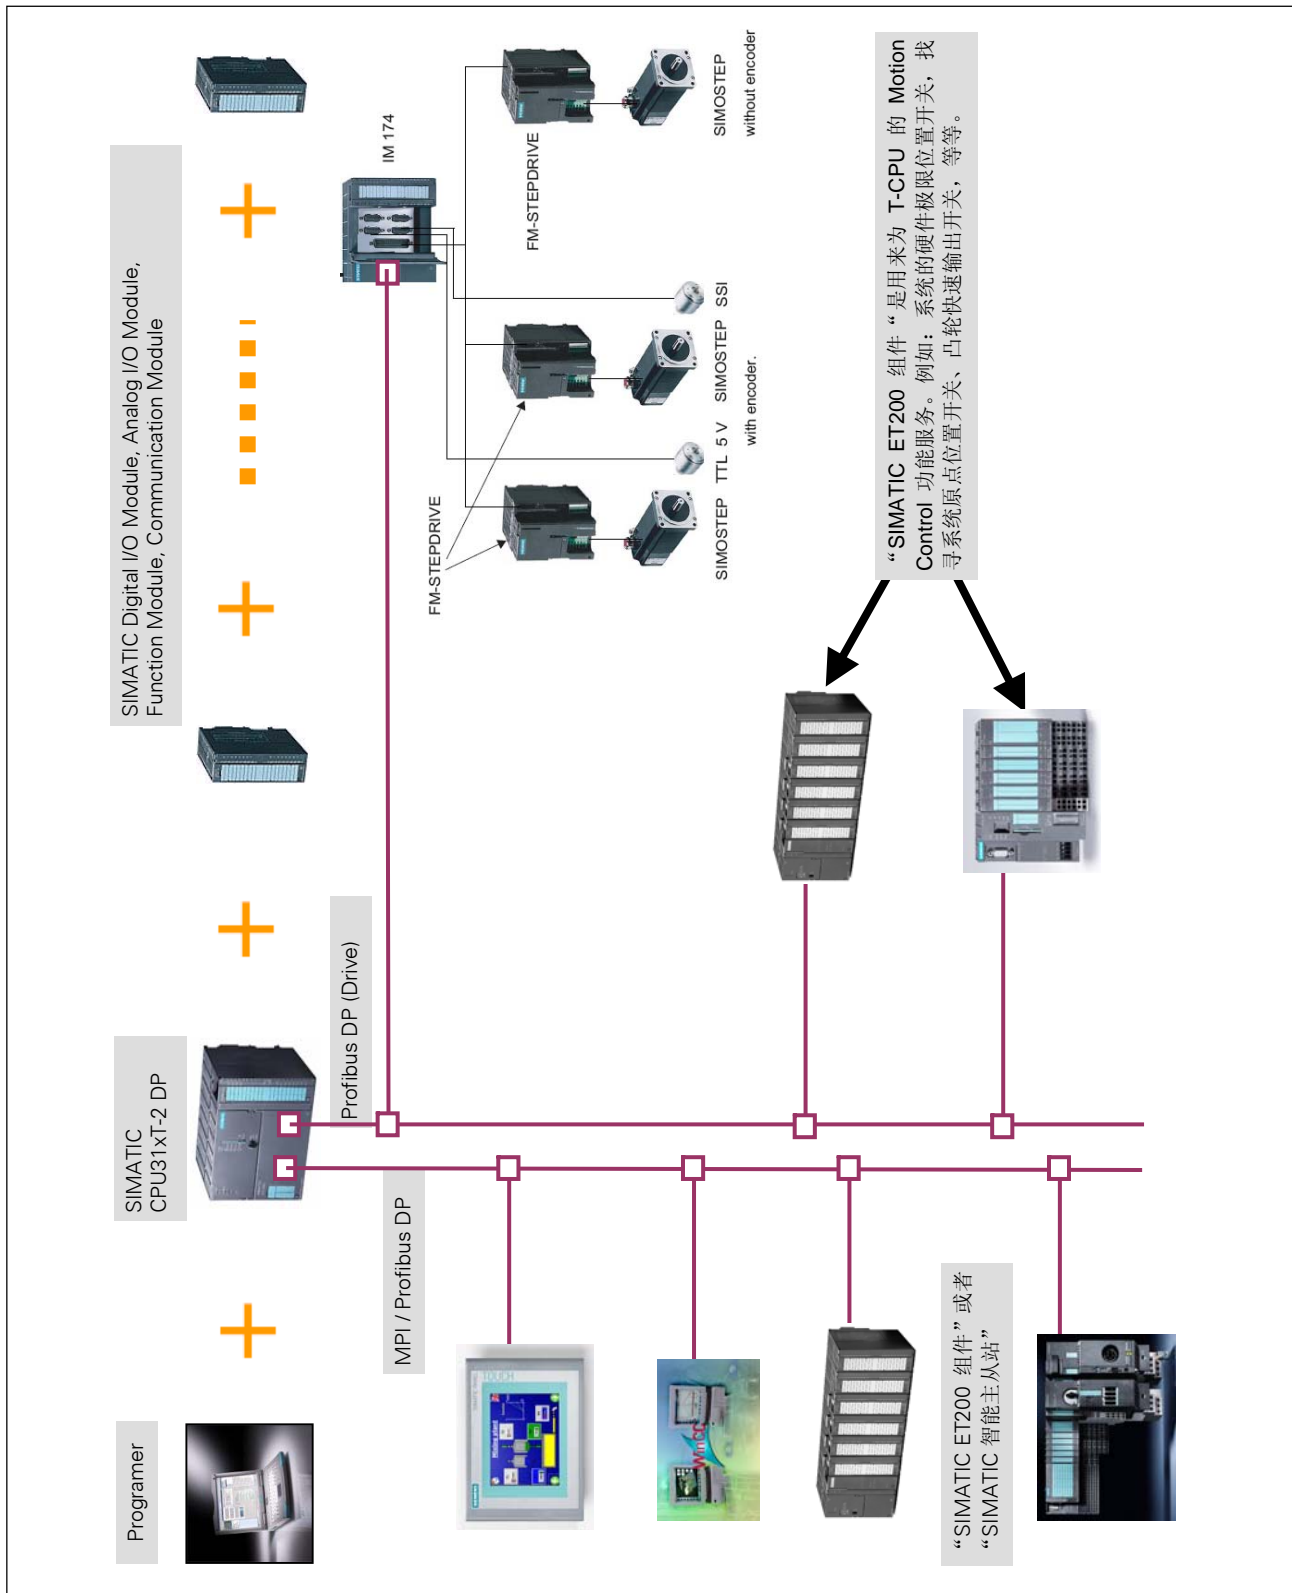 Programer
SIMATIC
CPU31xT-2 DP
SIMATIC Digital I/O Module, Analog I/O Module,
Function Module, Communication Module
MPI / Profibus DP
Profibus DP (Drive)
IM 174
FM-STEPDRIVE
FM-STEPDRIVE
SIMOSTEP
TTL 5 V
SIMOSTEP
SSI
with encoder.
SIMOSTEP
without encoder
TOUCH
WinCC
“SIMATIC ET200 组件“是用来为 T-CPU 的 Motion
Control 功能服务。例如：系统的硬件极限位置开关，找
寻系统原点位置开关、凸轮快速输出开关，等等。
“SIMATIC ET200 组件”或者
“SIMATIC 智能主从站”